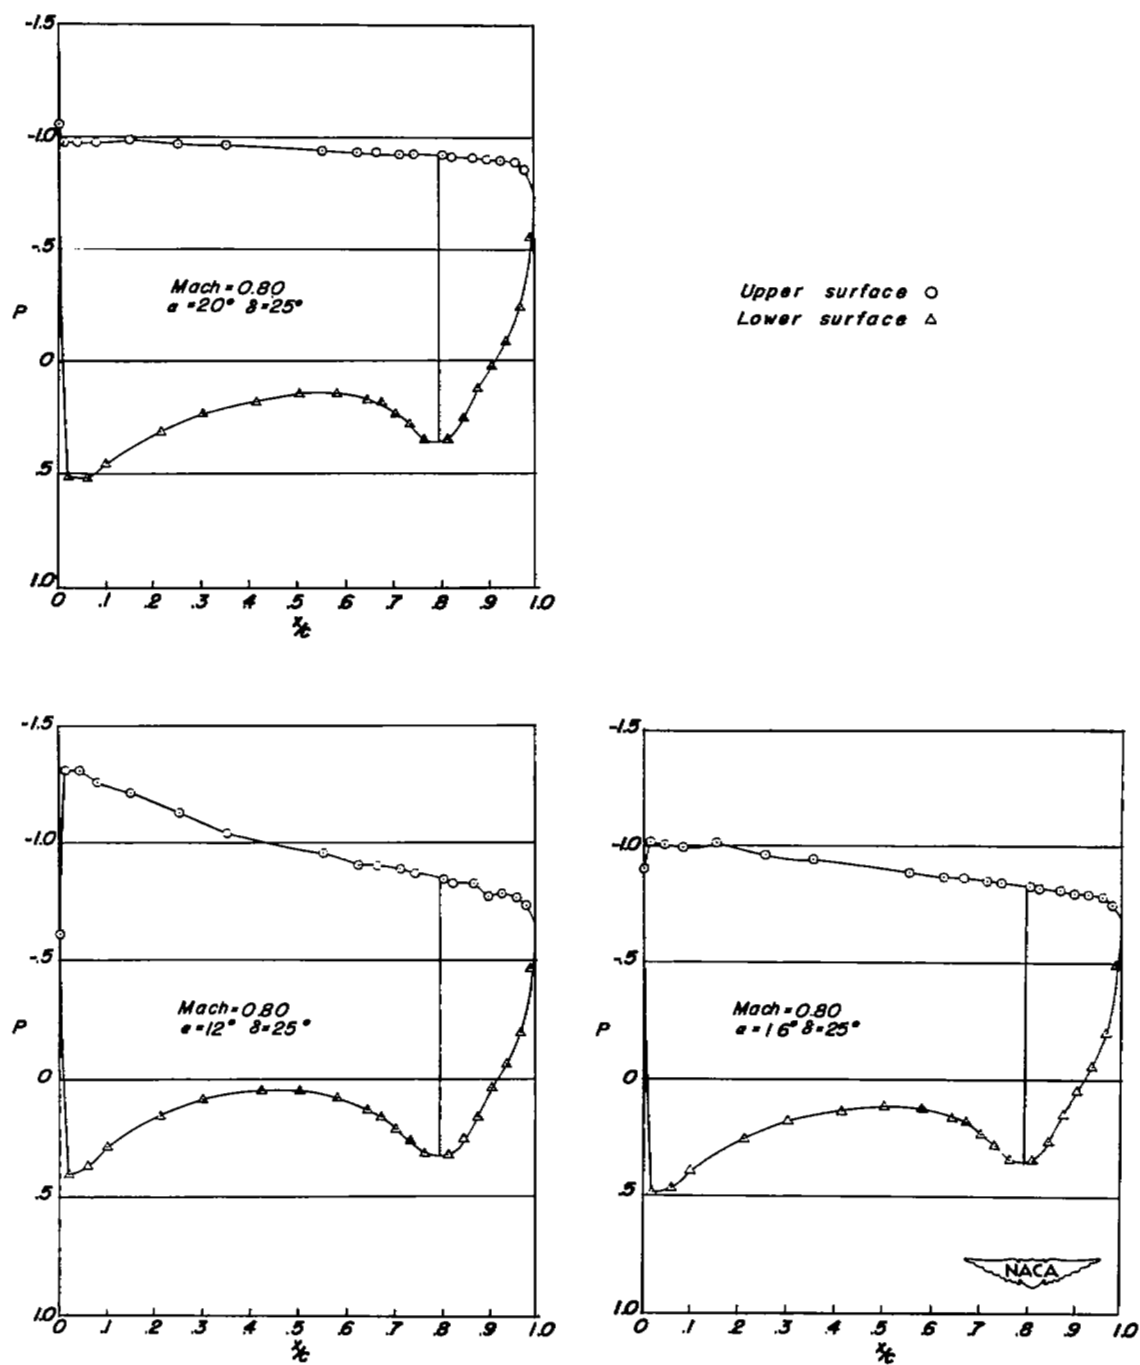 -1.5
-1.0
-.5
P
0
.5
1.0
Mach=0.80
α=20° δ=25°
0 .1 .2 .3 .4 .5 .6 .7 .8 .9 1.0
x/c
Upper surface ○
Lower surface △
-1.5
-1.0
-.5
P
0
.5
1.0
Mach=0.80
α=12° δ=25°
0 .1 .2 .3 .4 .5 .6 .7 .8 .9 1.0
x/c
-1.5
-1.0
-.5
P
0
.5
1.0
Mach=0.80
α=16° δ=25°
NACA
0 .1 .2 .3 .4 .5 .6 .7 .8 .9 1.0
x/c